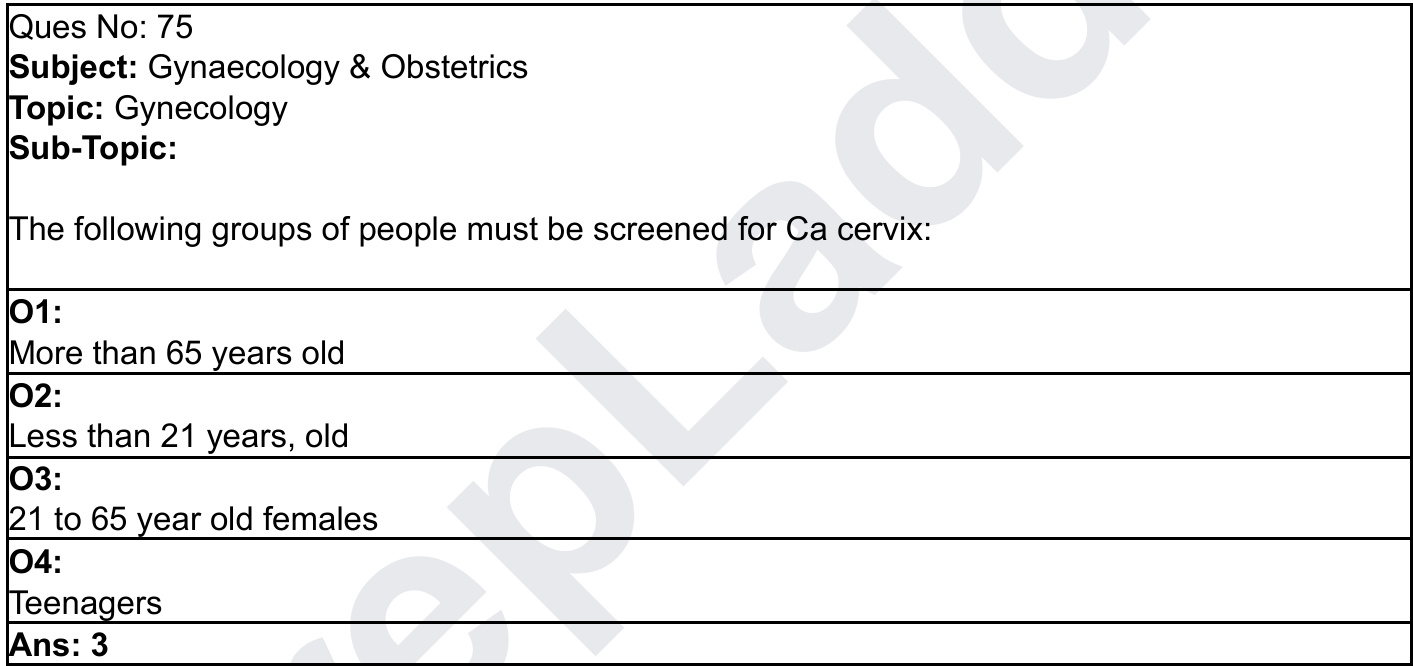 Ques No: 75
Subject: Gynaecology & Obstetrics
Topic: Gynecology
Sub-Topic:
The following groups of people must be screened for Ca cervix:
O1:
More than 65 years old
O2:
Less than 21 years, old
O3:
21 to 65 year old females
O4:
Teenagers
Ans: 3
repLadd